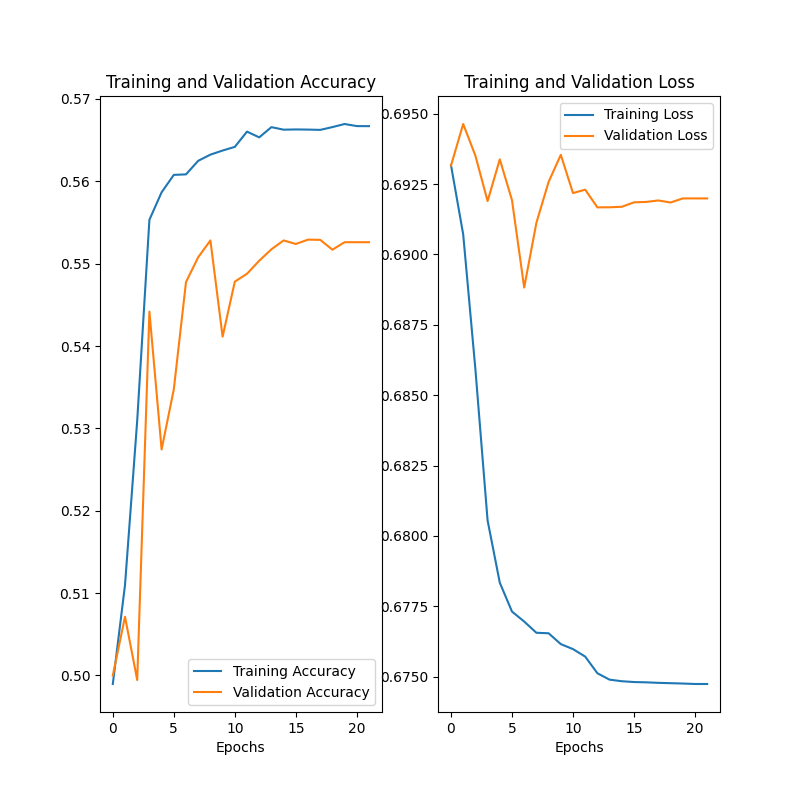 Training and Validation Accuracy
0.57
0.56
0.55
0.54
0.53
0.52
0.51
0.50
Training Accuracy
Validation Accuracy
0 5 10 15 20
Epochs
Training and Validation Loss
0.6950
0.6925
0.6900
0.6875
0.6850
0.6825
0.6800
0.6775
0.6750
Training Loss
Validation Loss
0 5 10 15 20
Epochs